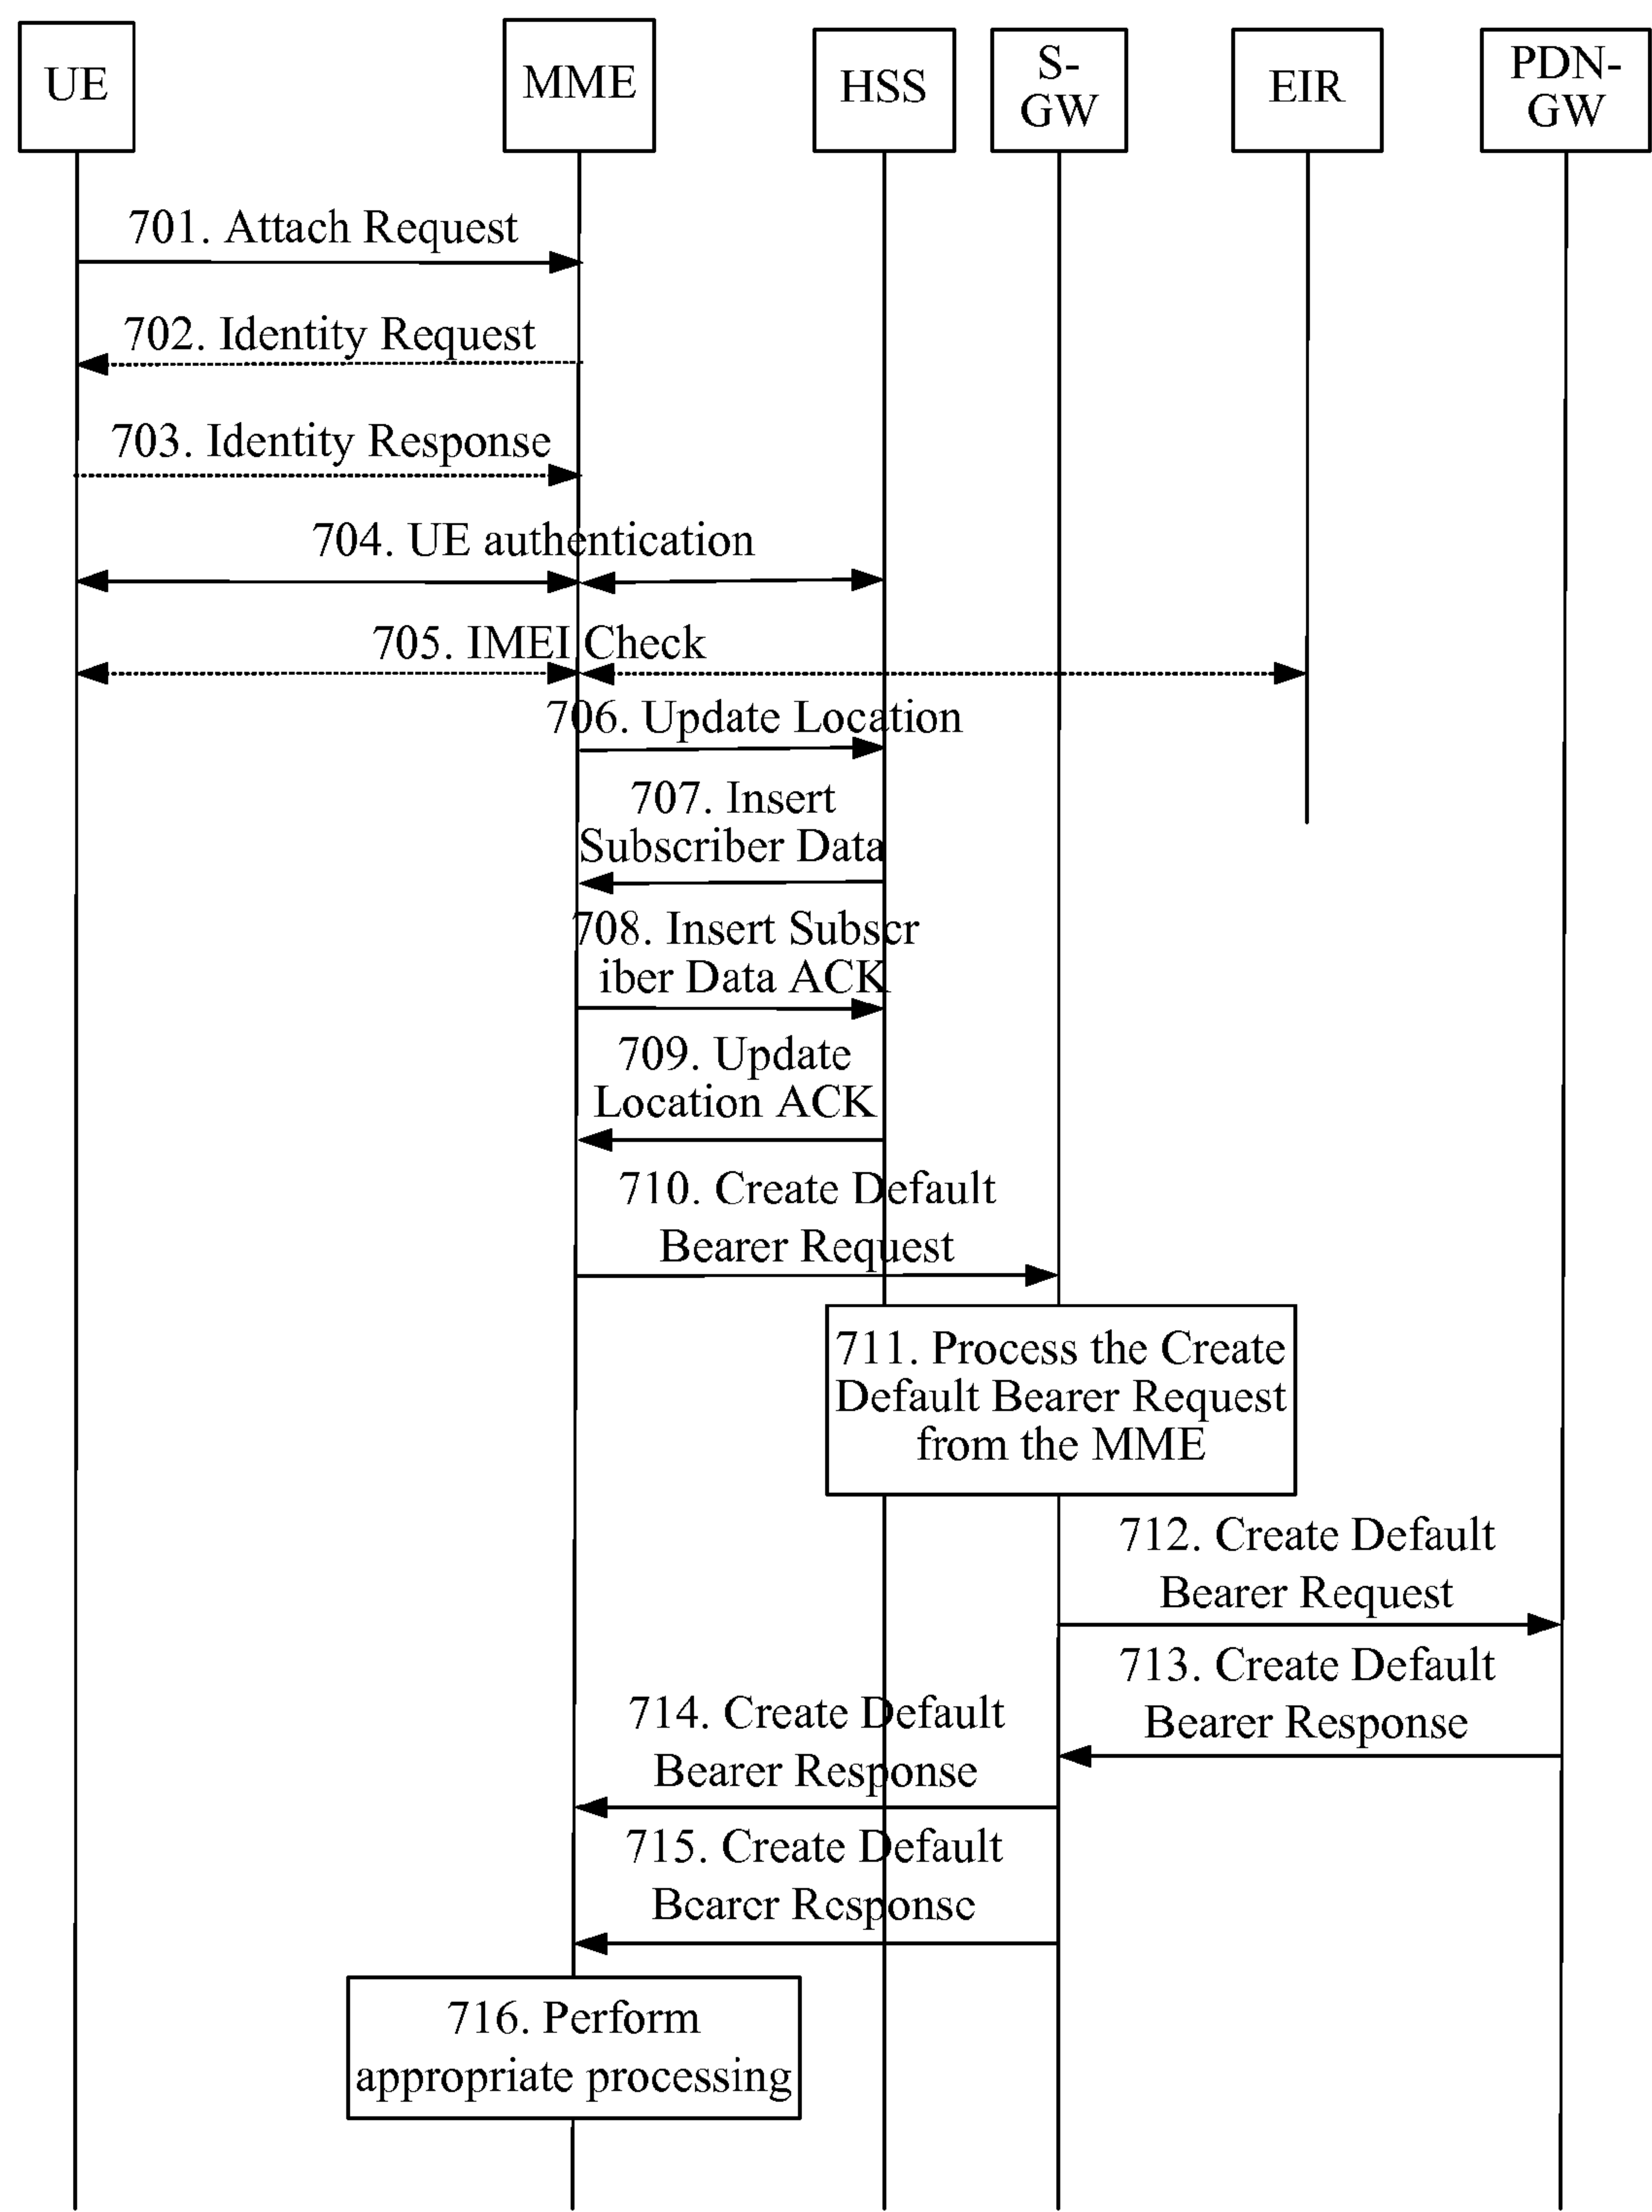 UE
MME
HSS
S-
GW
EIR
PDN-
GW
701. Attach Request
702. Identity Request
703. Identity Response
704. UE authentication
705. IMEI Check
706. Update Location
707. Insert
Subscriber Data
708. Insert Subscr
iber Data ACK
709. Update
Location ACK
710. Create Default
Bearer Request
711. Process the Create
Default Bearer Request
from the MME
712. Create Default
Bearer Request
713. Create Default
Bearer Response
714. Create Default
Bearer Response
715. Create Default
Bearer Response
716. Perform
appropriate processing